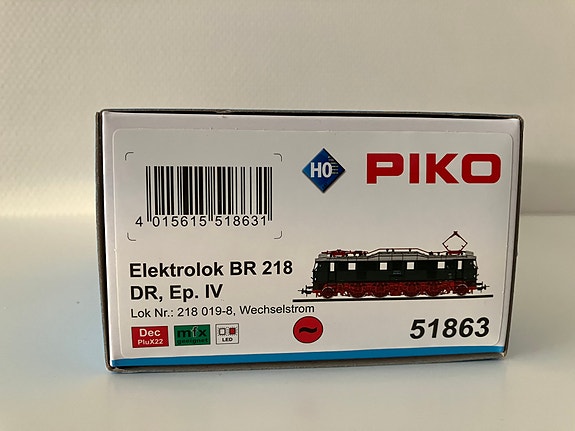 H0
PIKO
4 015615 518631
Elektrolok BR 218
DR, Ep. IV
Lok Nr.: 218 019-8, Wechselstrom
Dec
PluX22
mfx
geeignet
LED
~
51863